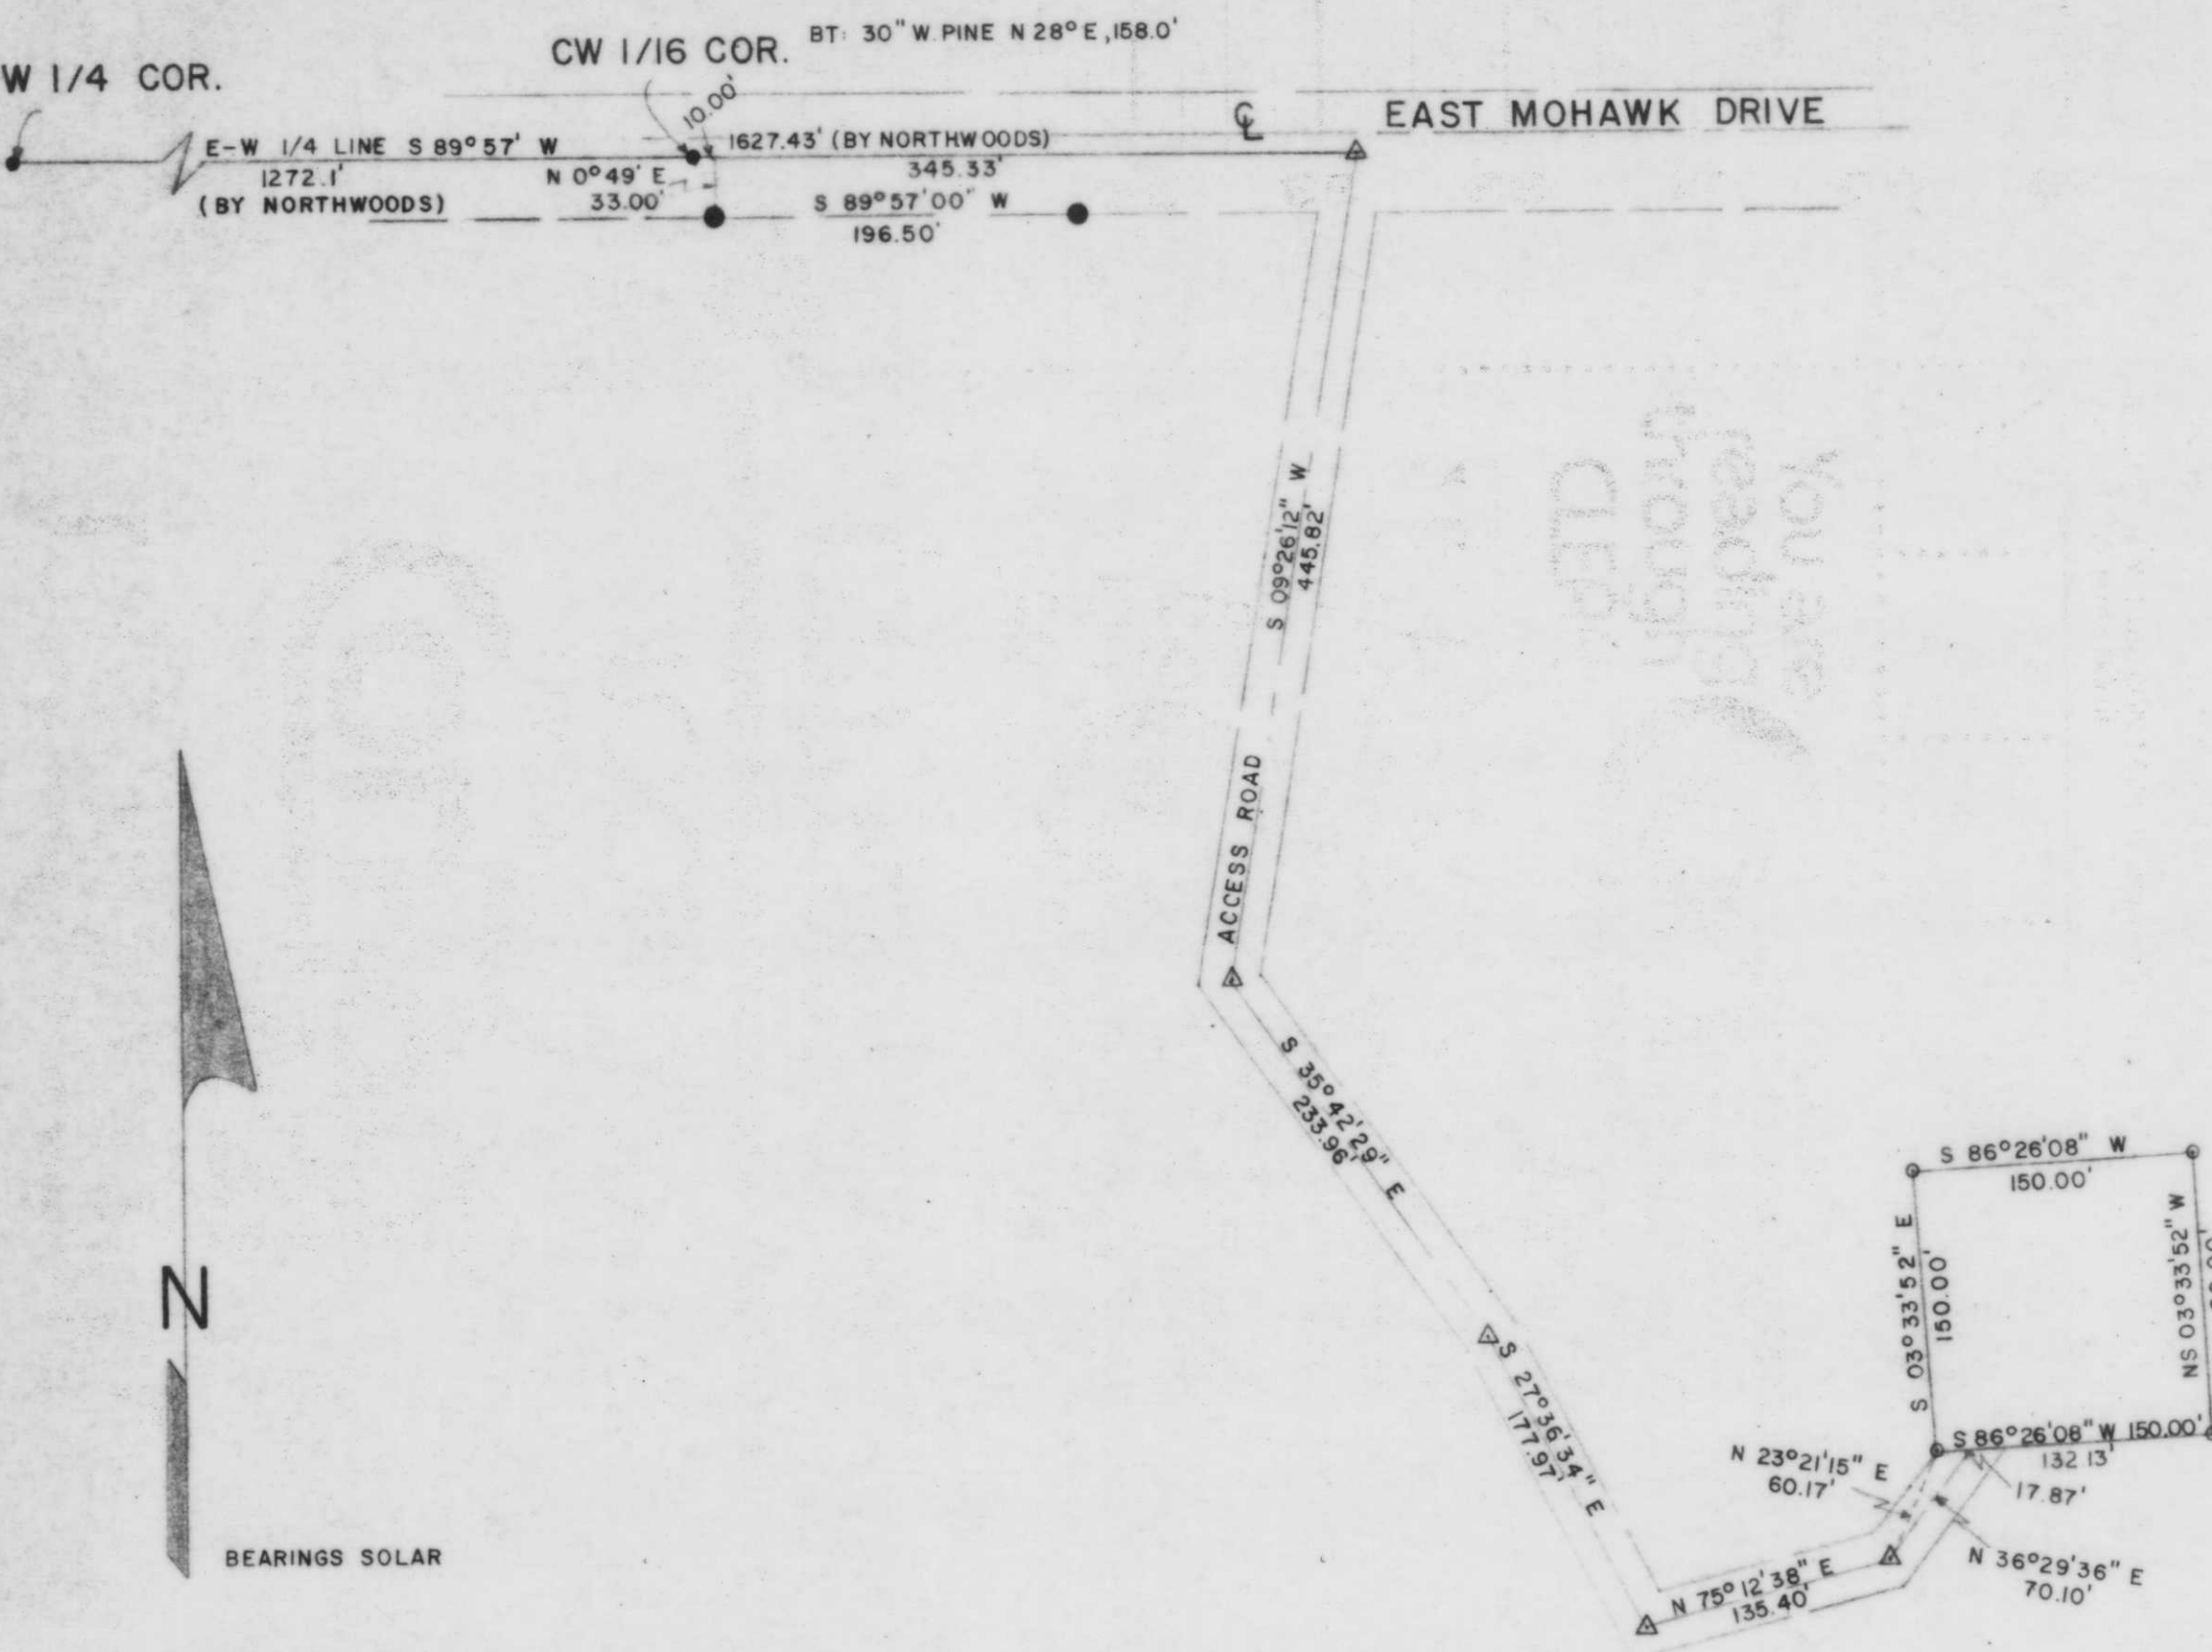 BT: 30" W. PINE N 28° E, 158.0'
CW 1/16 COR.
W 1/4 COR.
10.00'
EAST MOHAWK DRIVE
E-W 1/4 LINE S 89° 57' W
1627.43' (BY NORTHWOODS)
1272.1'
N 0° 49' E
345.33'
(BY NORTHWOODS)
33.00'
S 89° 57' 00" W
196.50'
S 09° 26' 12" W
445.82'
ACCESS ROAD
S 35° 42' 29" E
233.96'
S 86° 26' 08" W
150.00'
S 03° 33' 52" E
150.00'
NS 03° 33' 52" W
S 86° 26' 08" W 150.00'
132.13'
17.87'
N 23° 21' 15" E
60.17'
S 27° 36' 34" E
177.97'
N 36° 29' 36" E
70.10'
N 75° 12' 38" E
135.40'
N
BEARINGS SOLAR